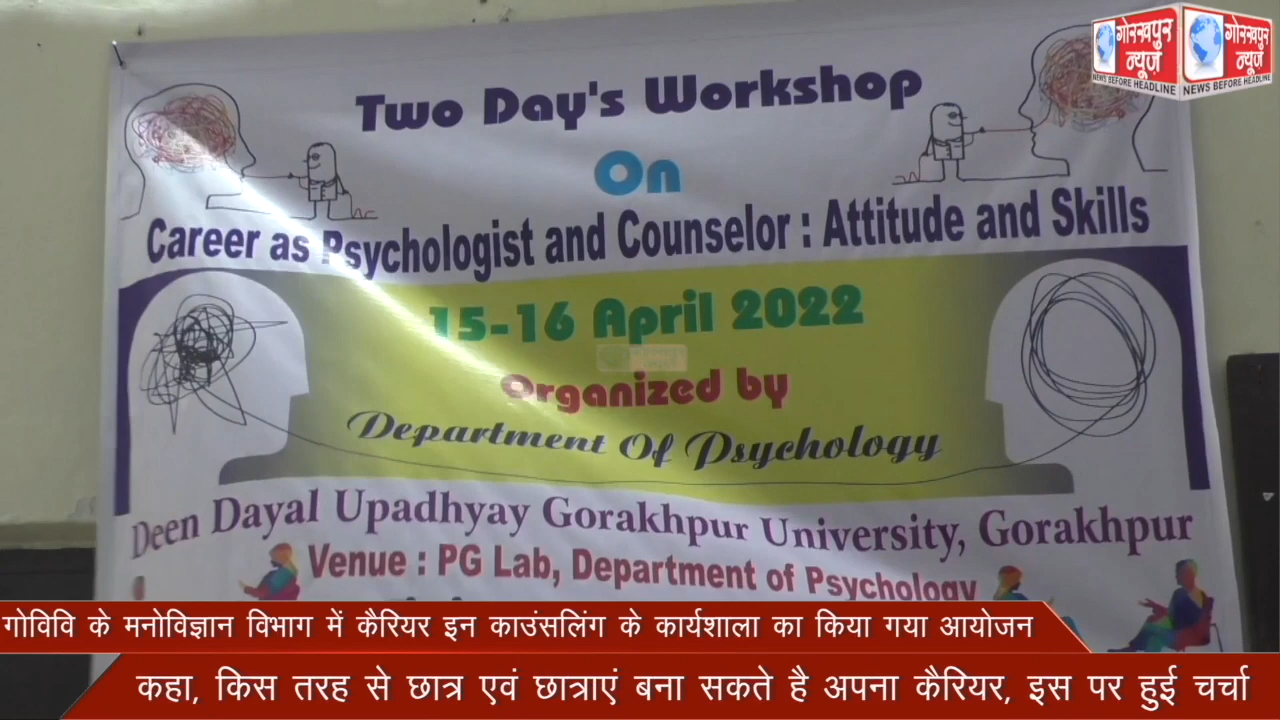 गोरखपुर
न्यूज़
NEWS BEFORE HEADLINE
गोरखपुर
न्यूज़
NEWS BEFORE HEADLINE
Two Day's Workshop
On
Career as Psychologist and Counselor : Attitude and Skills
15-16 April 2022
Organized by
Department Of Psychology
Deen Dayal Upadhyay Gorakhpur University, Gorakhpur
Venue : PG Lab, Department of Psychology
गोविवि के मनोविज्ञान विभाग में कैरियर इन काउंसलिंग के कार्यशाला का किया गया आयोजन
कहा, किस तरह से छात्र एवं छात्राएं बना सकते है अपना कैरियर, इस पर हुई चर्चा